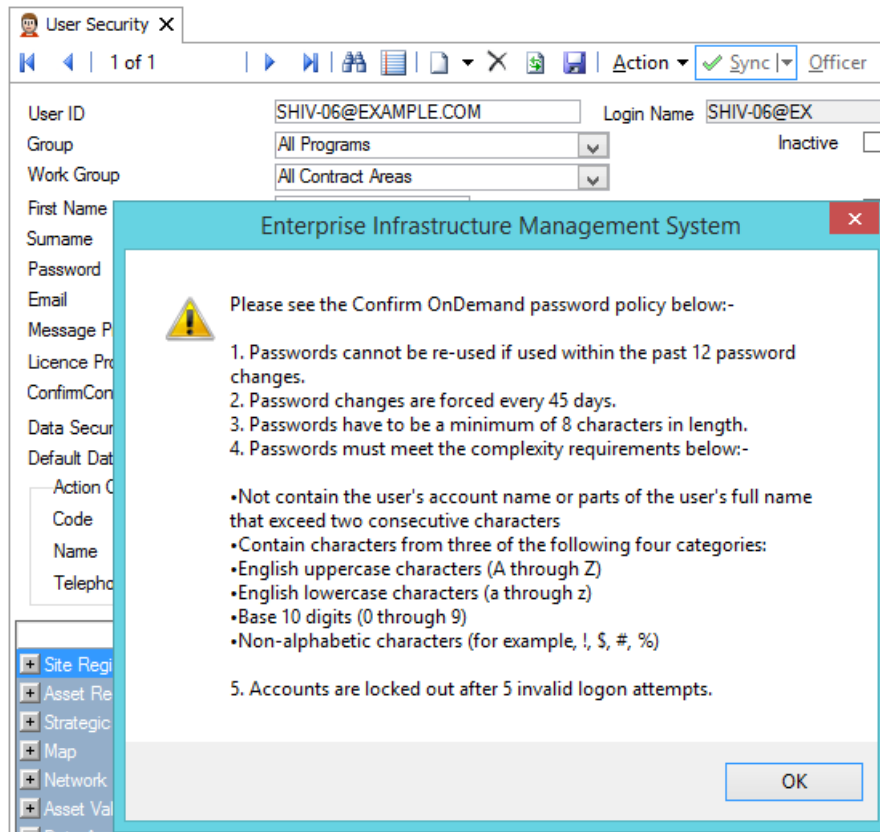 User Security
1 of 1 Action Sync Officer
User ID SHIV-06@EXAMPLE.COM Login Name SHIV-06@EX
Group All Programs Inactive
Work Group All Contract Areas
First Name
Surname
Password
Email
Message P
Licence Pro
ConfirmCon
Data Secur
Default Dat
Action C
Code
Name
Telepho
Site Regi
Asset Re
Strategic
Map
Network
Asset Val
Enterprise Infrastructure Management System
Please see the Confirm OnDemand password policy below:-
1. Passwords cannot be re-used if used within the past 12 password
changes.
2. Password changes are forced every 45 days.
3. Passwords have to be a minimum of 8 characters in length.
4. Passwords must meet the complexity requirements below:-
•Not contain the user's account name or parts of the user's full name
that exceed two consecutive characters
•Contain characters from three of the following four categories:
•English uppercase characters (A through Z)
•English lowercase characters (a through z)
•Base 10 digits (0 through 9)
•Non-alphabetic characters (for example, !, $, #, %)
5. Accounts are locked out after 5 invalid logon attempts.
OK